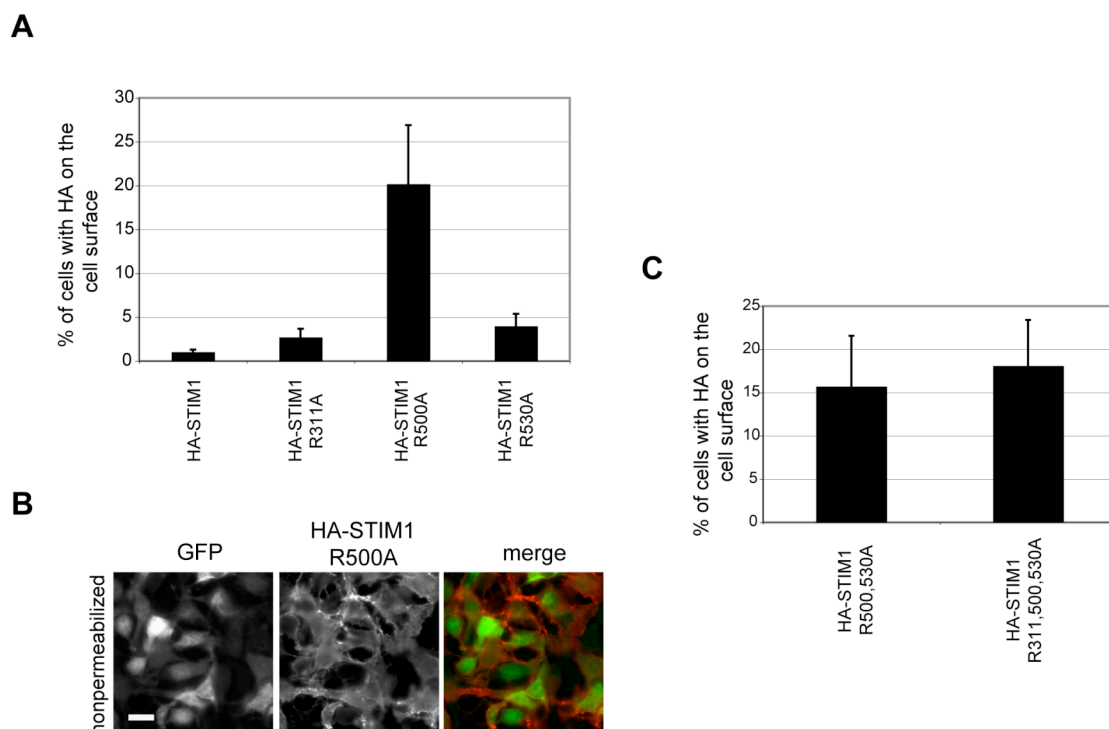 A
% of cells with HA on the
cell surface
30
25
20
15
10
5
0
HA-STIM1
HA-STIM1
R311A
HA-STIM1
R500A
HA-STIM1
R530A
B
GFP
HA-STIM1
R500A
merge
nonpermeabilized
C
% of cells with HA on the
cell surface
25
20
15
10
5
0
HA-STIM1
R500,530A
HA-STIM1
R311,500,530A